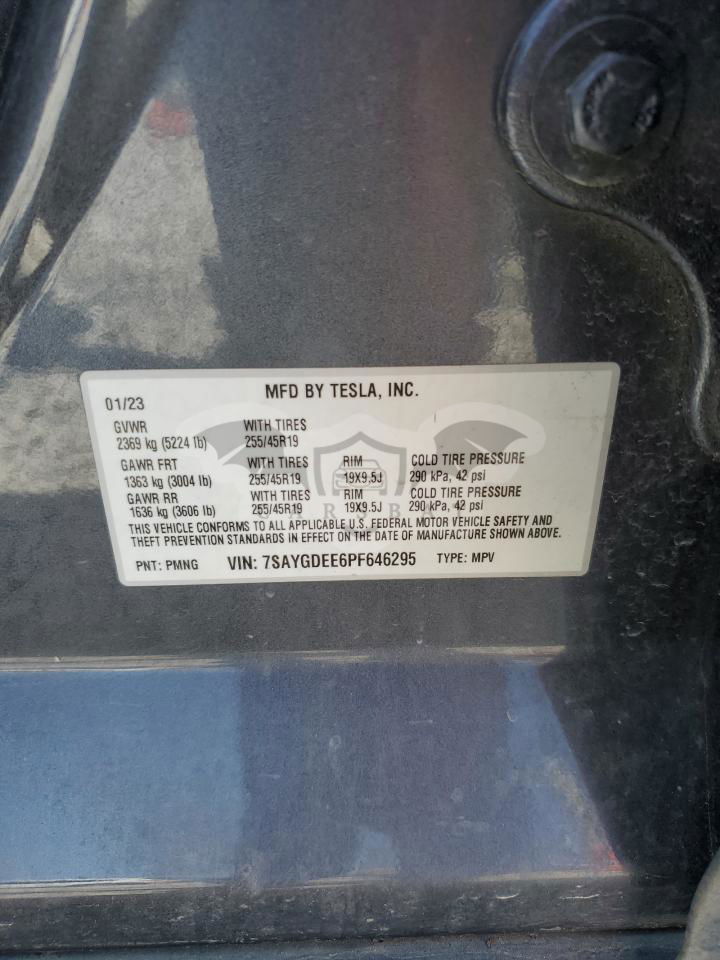 MFD BY TESLA, INC.
01/23
GVWR WITH TIRES
2369 kg (5224 lb) 255/45R19
GAWR FRT WITH TIRES RIM COLD TIRE PRESSURE
1363 kg (3004 lb) 255/45R19 19X9.5J 290 kPa, 42 psi
GAWR RR WITH TIRES RIM COLD TIRE PRESSURE
1636 kg (3606 lb) 255/45R19 19X9.5J 290 kPa, 42 psi
THIS VEHICLE CONFORMS TO ALL APPLICABLE U.S. FEDERAL MOTOR VEHICLE SAFETY AND
THEFT PREVENTION STANDARDS IN EFFECT ON THE DATE OF MANUFACTURE SHOWN ABOVE.
PNT: PMNG VIN: 7SAYGDEE6PF646295 TYPE: MPV